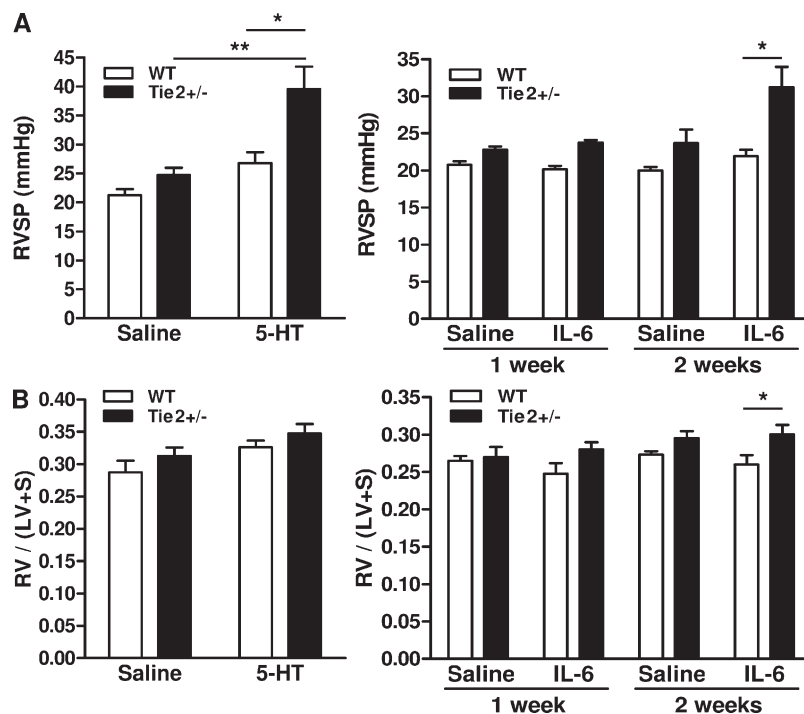 A
*
**
WT
Tie2+/-
RVSP (mmHg)
45
40
35
30
25
20
15
10
5
0
Saline 5-HT
*
WT
Tie2+/-
RVSP (mmHg)
35
30
25
20
15
10
5
0
Saline IL-6 Saline IL-6
1 week 2 weeks
B
WT
Tie2+/-
RV / (LV+S)
0.40
0.35
0.30
0.25
0.20
0.15
0.10
0.05
0.00
Saline 5-HT
*
WT
Tie2+/-
RV / (LV+S)
0.35
0.30
0.25
0.20
0.15
0.10
0.05
0.00
Saline IL-6 Saline IL-6
1 week 2 weeks